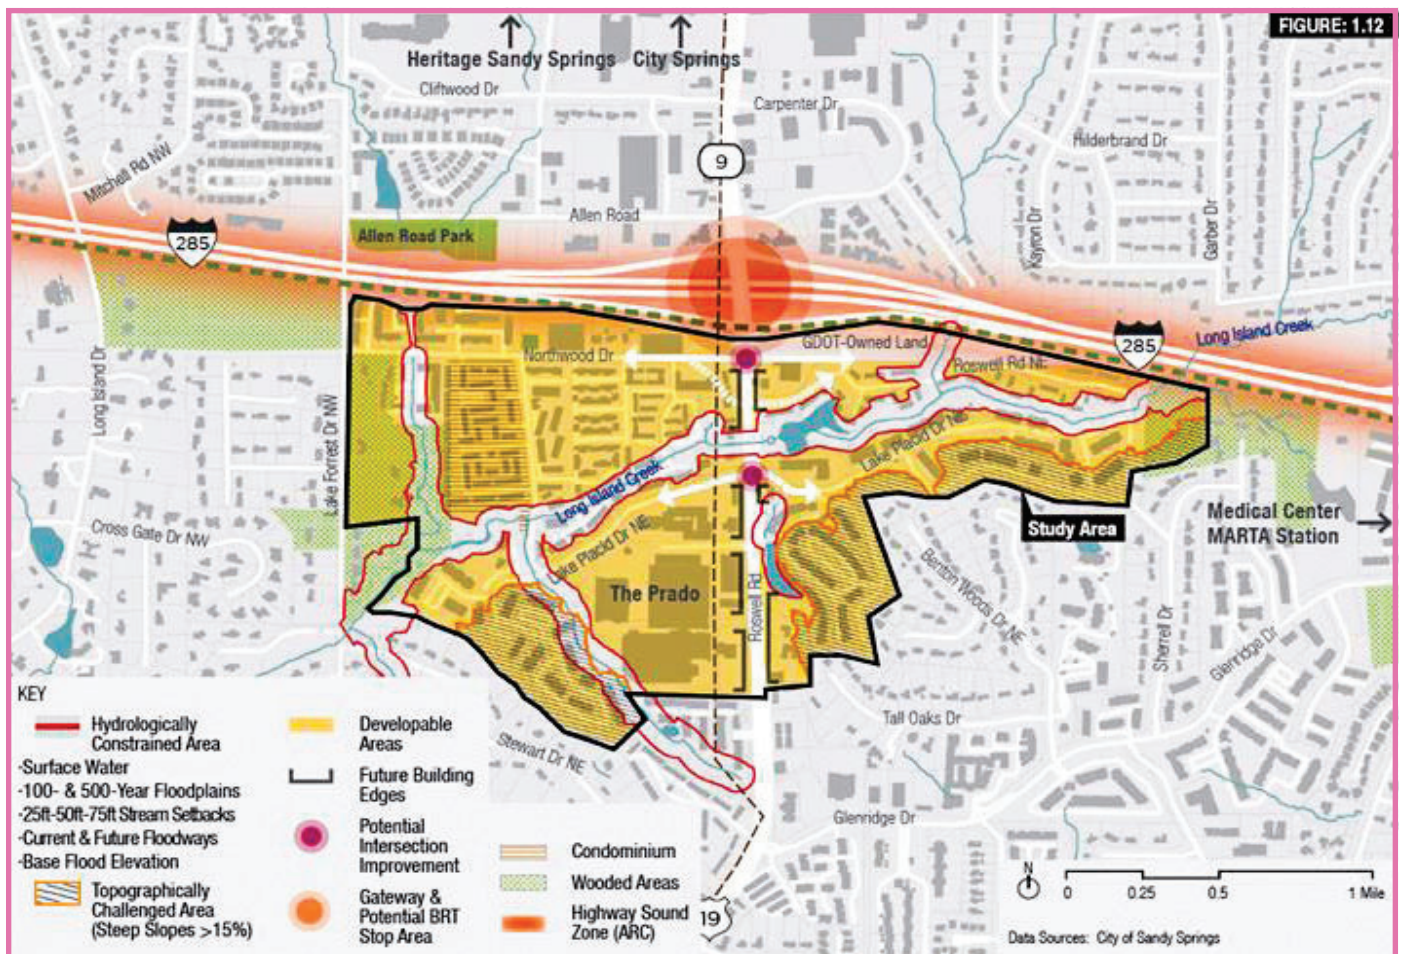 FIGURE: 1.12
Heritage Sandy Springs
City Springs
Cliftwood Dr
Carpenter Dr
Hilderbrand Dr
Mitchell Rd NW
9
Allen Road
Kayron Dr
Garber Dr
285
Allen Road Park
Long Island Creek
285
Northwood Dr
GDOT-Owned Land
Roswell Rd NE
Long Island Dr
Lake Forrest Dr NW
Lake Placid Dr NE
Long Island Creek
Cross Gate Dr NW
Lake Placid Dr NE
Study Area
Medical Center
MARTA Station
The Prado
Roswell Rd
Benton Woods Dr NE
Sherrell Dr
Glenridge Dr
Tall Oaks Dr
Stewart Dr NE
Glenridge Dr
19
KEY
Hydrologically
Constrained Area
-Surface Water
-100- & 500-Year Floodplains
-25ft-50ft-75ft Stream Setbacks
-Current & Future Floodways
-Base Flood Elevation
Topographically
Challenged Area
(Steep Slopes >15%)
Developable
Areas
Future Building
Edges
Potential
Intersection
Improvement
Gateway &
Potential BRT
Stop Area
Condominium
Wooded Areas
Highway Sound
Zone (ARC)
N
0 0.25 0.5 1 Mile
Data Sources: City of Sandy Springs